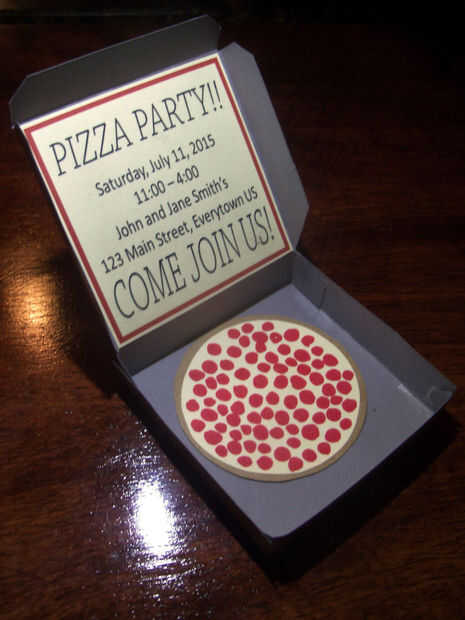 PIZZA PARTY!!
Saturday, July 11, 2015
11:00 – 4:00
John and Jane Smith's
123 Main Street, Everytown US
COME JOIN US!